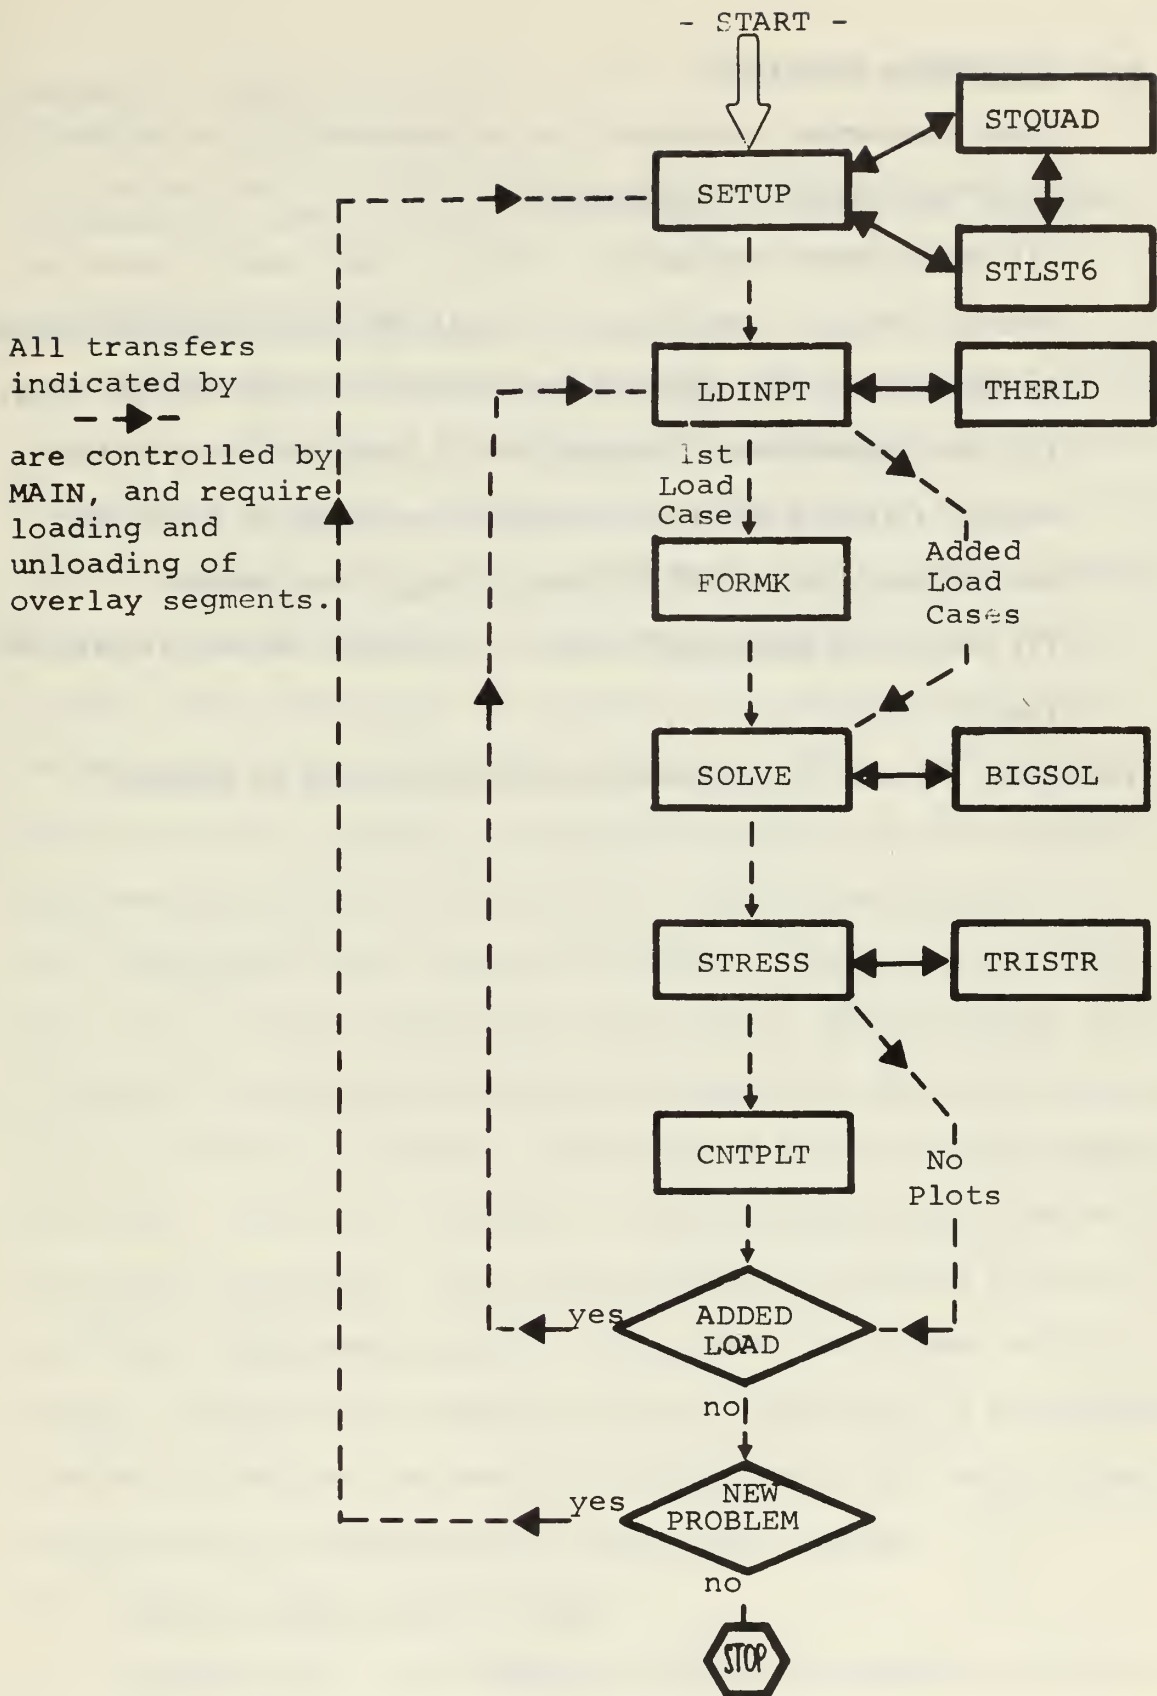 - START -
STQUAD
SETUP
STLST6
All transfers
indicated by
are controlled by
MAIN, and require
loading and
unloading of
overlay segments.
LDINPT
THERLD
1st
Load
Case
Added
Load
Cases
FORMK
SOLVE
BIGSOL
STRESS
TRISTR
CNTPLT
No
Plots
yes
ADDED
LOAD
no
yes
NEW
PROBLEM
no
STOP